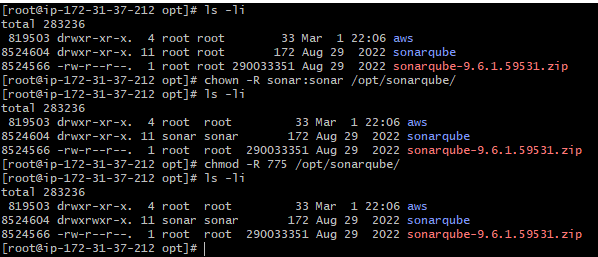 [root@ip-172-31-37-212 opt]# ls -li
total 283236
 819503 drwxr-xr-x.  4 root root        33 Mar  1 22:06 aws
8524604 drwxr-xr-x. 11 root root       172 Aug 29  2022 sonarqube
8524566 -rw-r--r--.  1 root root 290033351 Aug 29  2022 sonarqube-9.6.1.59531.zip
[root@ip-172-31-37-212 opt]# chown -R sonar:sonar /opt/sonarqube/
[root@ip-172-31-37-212 opt]# ls -li
total 283236
 819503 drwxr-xr-x.  4 root  root         33 Mar  1 22:06 aws
8524604 drwxr-xr-x. 11 sonar sonar       172 Aug 29  2022 sonarqube
8524566 -rw-r--r--.  1 root  root  290033351 Aug 29  2022 sonarqube-9.6.1.59531.zip
[root@ip-172-31-37-212 opt]# chmod -R 775 /opt/sonarqube/
[root@ip-172-31-37-212 opt]# ls -li
total 283236
 819503 drwxr-xr-x.  4 root  root         33 Mar  1 22:06 aws
8524604 drwxrwxr-x. 11 sonar sonar       172 Aug 29  2022 sonarqube
8524566 -rw-r--r--.  1 root  root  290033351 Aug 29  2022 sonarqube-9.6.1.59531.zip
[root@ip-172-31-37-212 opt]#